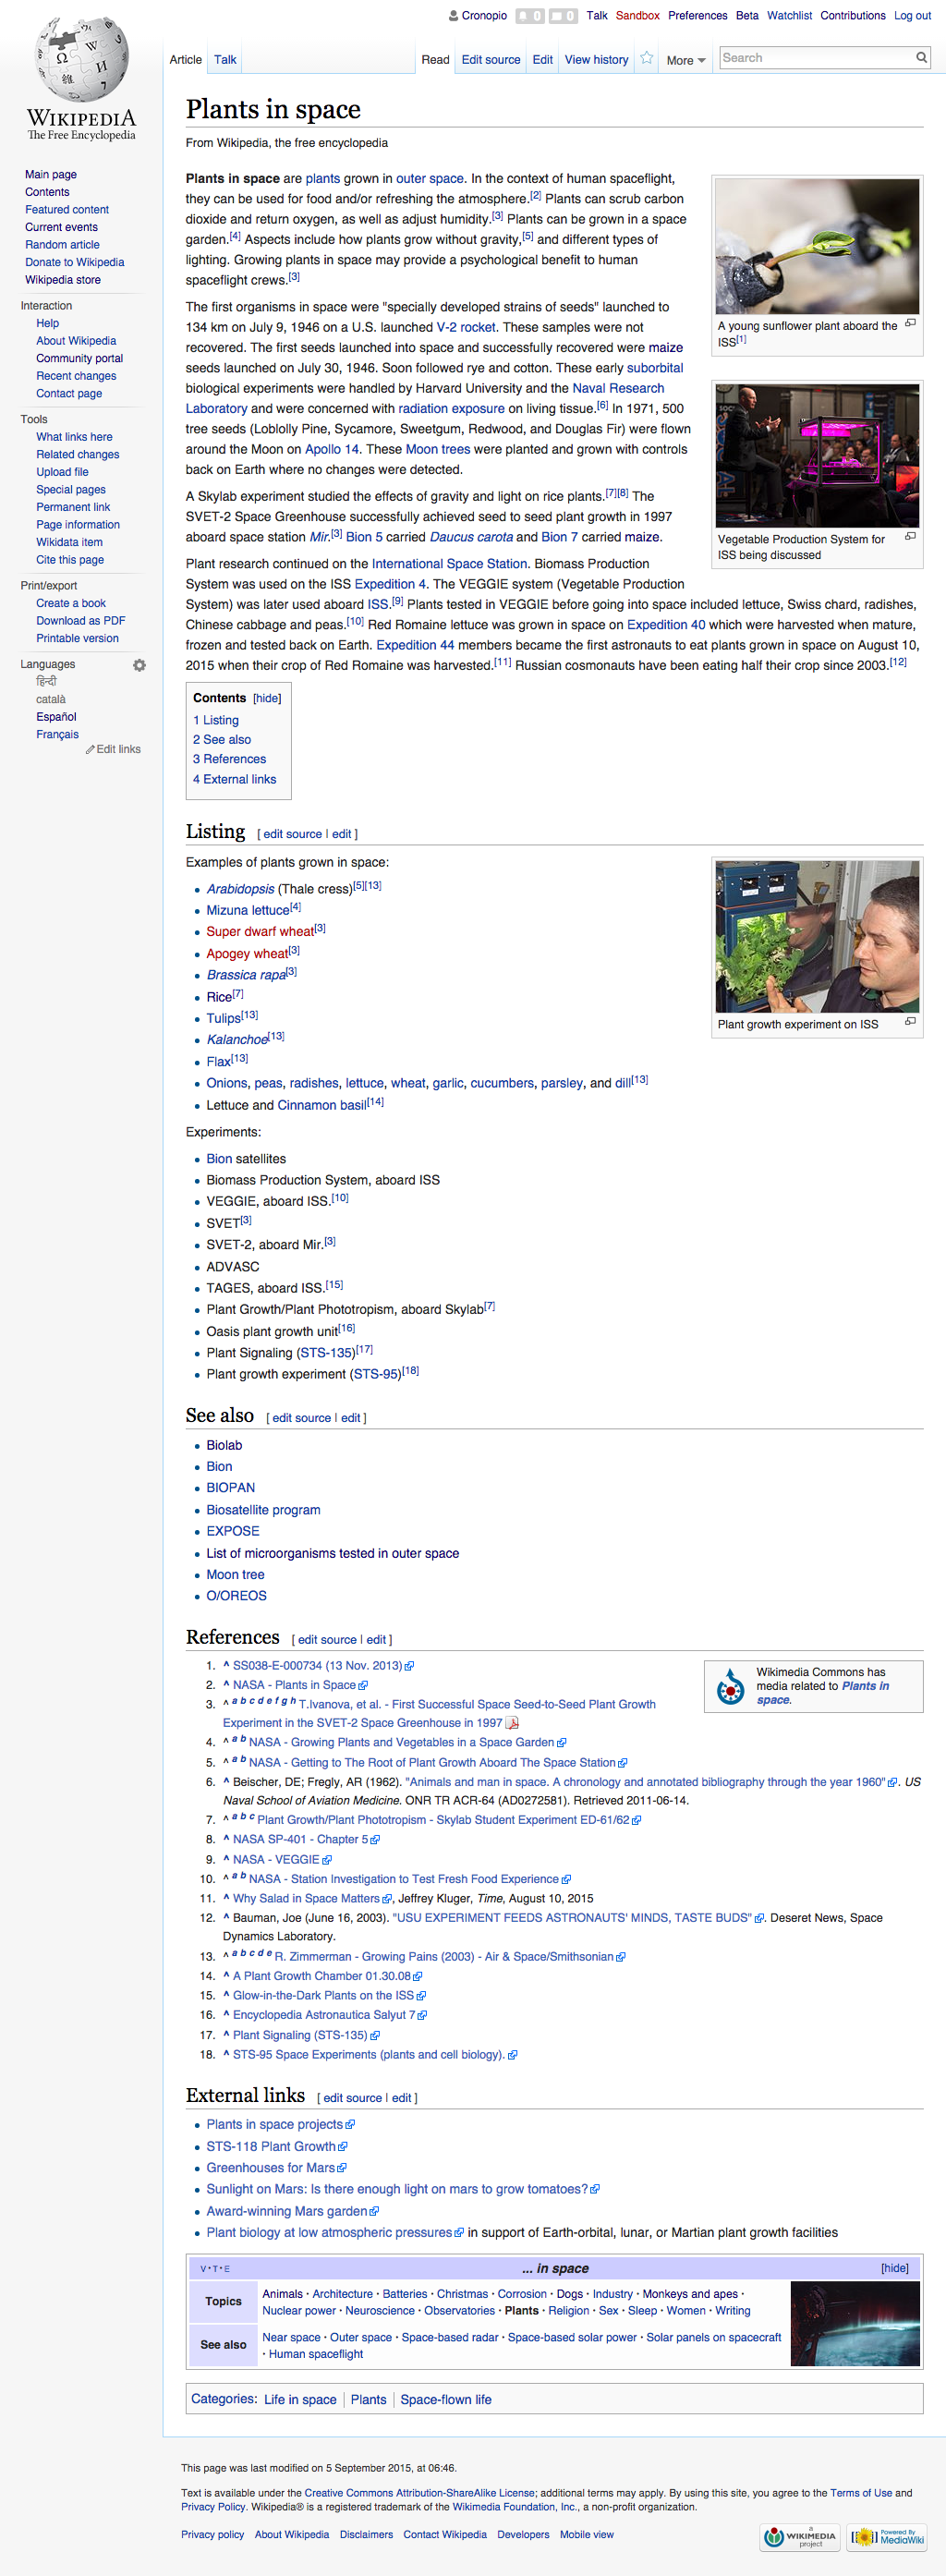 Cronopio 0 0 Talk Sandbox Preferences Beta Watchlist Contributions Log out
Article Talk Read Edit source Edit View history More Search
WIKIPEDIA
The Free Encyclopedia
Main page
Contents
Featured content
Current events
Random article
Donate to Wikipedia
Wikipedia store
Interaction
Help
About Wikipedia
Community portal
Recent changes
Contact page
Tools
What links here
Related changes
Upload file
Special pages
Permanent link
Page information
Wikidata item
Cite this page
Print/export
Create a book
Download as PDF
Printable version
Languages
हिन्दी
català
Español
Français
Edit links
Plants in space
From Wikipedia, the free encyclopedia
Plants in space are plants grown in outer space. In the context of human spaceflight,
they can be used for food and/or refreshing the atmosphere.[2] Plants can scrub carbon
dioxide and return oxygen, as well as adjust humidity.[3] Plants can be grown in a space
garden.[4] Aspects include how plants grow without gravity,[5] and different types of
lighting. Growing plants in space may provide a psychological benefit to human
spaceflight crews.[3]
A young sunflower plant aboard the
ISS[1]
The first organisms in space were "specially developed strains of seeds" launched to
134 km on July 9, 1946 on a U.S. launched V-2 rocket. These samples were not
recovered. The first seeds launched into space and successfully recovered were maize
seeds launched on July 30, 1946. Soon followed rye and cotton. These early suborbital
biological experiments were handled by Harvard University and the Naval Research
Laboratory and were concerned with radiation exposure on living tissue.[6] In 1971, 500
tree seeds (Loblolly Pine, Sycamore, Sweetgum, Redwood, and Douglas Fir) were flown
around the Moon on Apollo 14. These Moon trees were planted and grown with controls
back on Earth where no changes were detected.
Vegetable Production System for
ISS being discussed
A Skylab experiment studied the effects of gravity and light on rice plants.[7][8] The
SVET-2 Space Greenhouse successfully achieved seed to seed plant growth in 1997
aboard space station Mir.[3] Bion 5 carried Daucus carota and Bion 7 carried maize.
Plant research continued on the International Space Station. Biomass Production
System was used on the ISS Expedition 4. The VEGGIE system (Vegetable Production
System) was later used aboard ISS.[9] Plants tested in VEGGIE before going into space included lettuce, Swiss chard, radishes,
Chinese cabbage and peas.[10] Red Romaine lettuce was grown in space on Expedition 40 which were harvested when mature,
frozen and tested back on Earth. Expedition 44 members became the first astronauts to eat plants grown in space on August 10,
2015 when their crop of Red Romaine was harvested.[11] Russian cosmonauts have been eating half their crop since 2003.[12]
Contents [hide]
1 Listing
2 See also
3 References
4 External links
Listing [ edit source | edit ]
Examples of plants grown in space:
Arabidopsis (Thale cress)[5][13]
Mizuna lettuce[4]
Super dwarf wheat[3]
Apogey wheat[3]
Brassica rapa[3]
Rice[7]
Tulips[13]
Kalanchoe[13]
Flax[13]
Onions, peas, radishes, lettuce, wheat, garlic, cucumbers, parsley, and dill[13]
Lettuce and Cinnamon basil[14]
Plant growth experiment on ISS
Experiments:
Bion satellites
Biomass Production System, aboard ISS
VEGGIE, aboard ISS.[10]
SVET[3]
SVET-2, aboard Mir.[3]
ADVASC
TAGES, aboard ISS.[15]
Plant Growth/Plant Phototropism, aboard Skylab[7]
Oasis plant growth unit[16]
Plant Signaling (STS-135)[17]
Plant growth experiment (STS-95)[18]
See also [ edit source | edit ]
Biolab
Bion
BIOPAN
Biosatellite program
EXPOSE
List of microorganisms tested in outer space
Moon tree
O/OREOS
References [ edit source | edit ]
Wikimedia Commons has
media related to Plants in
space.
1. ^ SS038-E-000734 (13 Nov. 2013)
2. ^ NASA - Plants in Space
3. ^ a b c d e f g h T.Ivanova, et al. - First Successful Space Seed-to-Seed Plant Growth
Experiment in the SVET-2 Space Greenhouse in 1997
4. ^ a b NASA - Growing Plants and Vegetables in a Space Garden
5. ^ a b NASA - Getting to The Root of Plant Growth Aboard The Space Station
6. ^ Beischer, DE; Fregly, AR (1962). "Animals and man in space. A chronology and annotated bibliography through the year 1960". US
Naval School of Aviation Medicine. ONR TR ACR-64 (AD0272581). Retrieved 2011-06-14.
7. ^ a b c Plant Growth/Plant Phototropism - Skylab Student Experiment ED-61/62
8. ^ NASA SP-401 - Chapter 5
9. ^ NASA - VEGGIE
10. ^ a b NASA - Station Investigation to Test Fresh Food Experience
11. ^ Why Salad in Space Matters, Jeffrey Kluger, Time, August 10, 2015
12. ^ Bauman, Joe (June 16, 2003). "USU EXPERIMENT FEEDS ASTRONAUTS' MINDS, TASTE BUDS". Deseret News, Space
Dynamics Laboratory.
13. ^ a b c d e R. Zimmerman - Growing Pains (2003) - Air & Space/Smithsonian
14. ^ A Plant Growth Chamber 01.30.08
15. ^ Glow-in-the-Dark Plants on the ISS
16. ^ Encyclopedia Astronautica Salyut 7
17. ^ Plant Signaling (STS-135)
18. ^ STS-95 Space Experiments (plants and cell biology).
External links [ edit source | edit ]
Plants in space projects
STS-118 Plant Growth
Greenhouses for Mars
Sunlight on Mars: Is there enough light on mars to grow tomatoes?
Award-winning Mars garden
Plant biology at low atmospheric pressures in support of Earth-orbital, lunar, or Martian plant growth facilities
V · T · E ... in space [hide]
Topics
Animals · Architecture · Batteries · Christmas · Corrosion · Dogs · Industry · Monkeys and apes ·
Nuclear power · Neuroscience · Observatories · Plants · Religion · Sex · Sleep · Women · Writing
See also
Near space · Outer space · Space-based radar · Space-based solar power · Solar panels on spacecraft
· Human spaceflight
Categories: Life in space | Plants | Space-flown life
This page was last modified on 5 September 2015, at 06:46.
Text is available under the Creative Commons Attribution-ShareAlike License; additional terms may apply. By using this site, you agree to the Terms of Use and
Privacy Policy. Wikipedia® is a registered trademark of the Wikimedia Foundation, Inc., a non-profit organization.
Privacy policy About Wikipedia Disclaimers Contact Wikipedia Developers Mobile view
A WIKIMEDIA project
Powered By MediaWiki